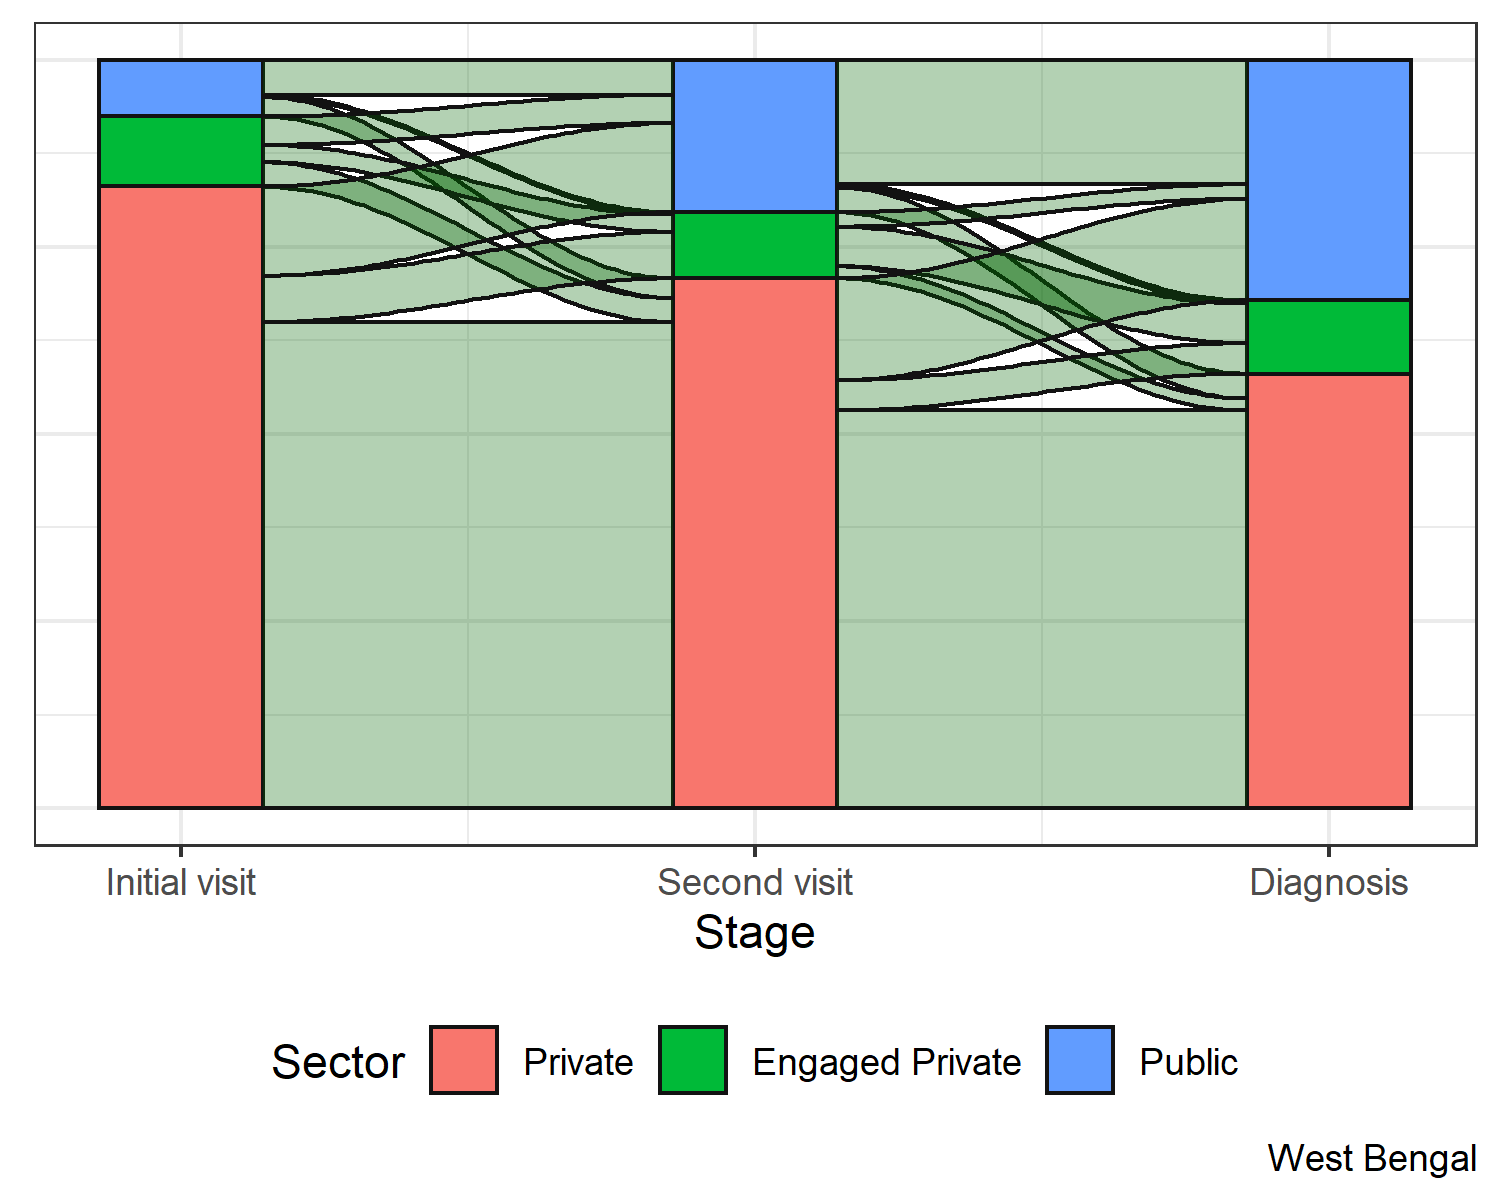 Initial visit Second visit Diagnosis
Stage
Sector Private Engaged Private Public
West Bengal